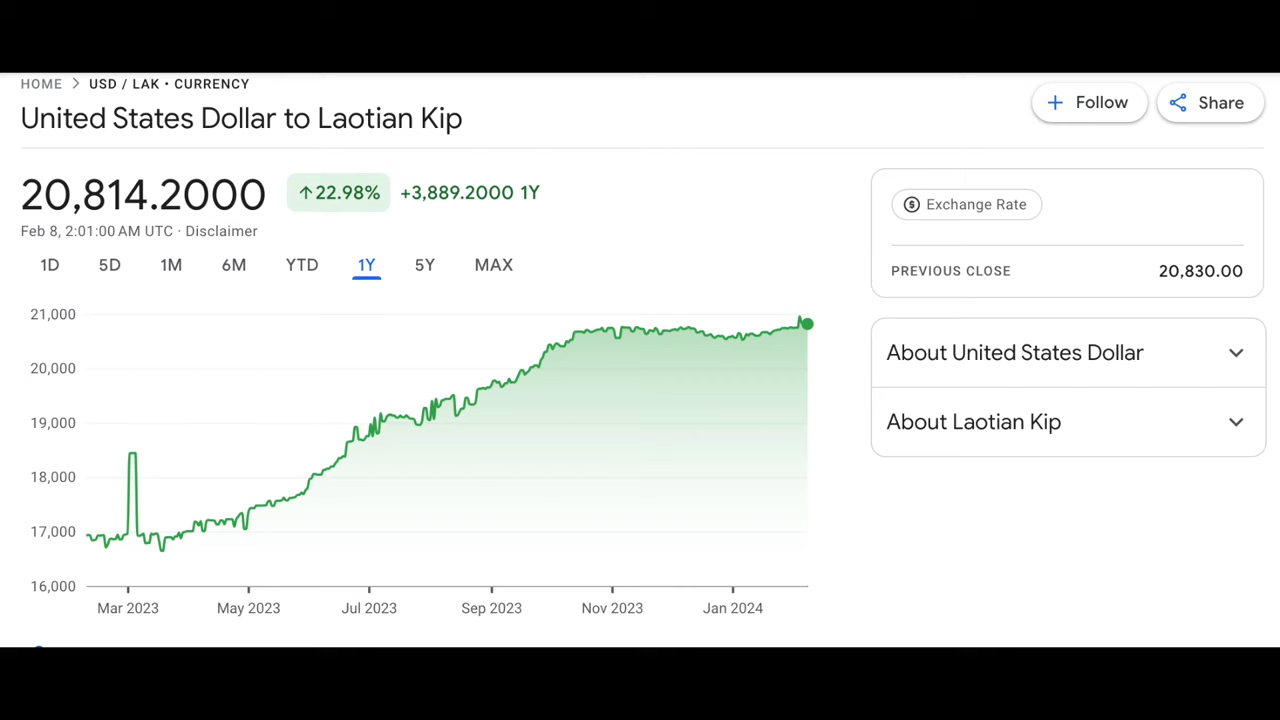 HOME > USD / LAK • CURRENCY
United States Dollar to Laotian Kip
+ Follow
Share
20,814.2000 ↑22.98% +3,889.2000 1Y
Feb 8, 2:01:00 AM UTC · Disclaimer
1D 5D 1M 6M YTD 1Y 5Y MAX
21,000
20,000
19,000
18,000
17,000
16,000
Mar 2023 May 2023 Jul 2023 Sep 2023 Nov 2023 Jan 2024
$ Exchange Rate
PREVIOUS CLOSE 20,830.00
About United States Dollar
About Laotian Kip